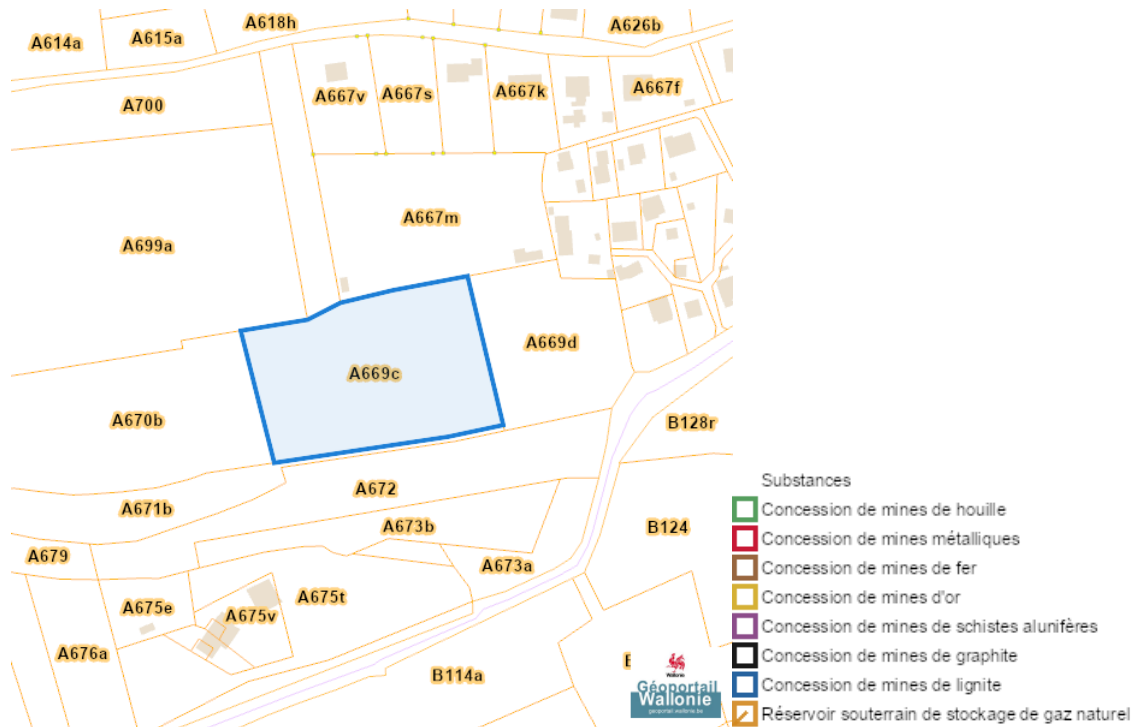 A618h
A626b
A614a
A615a
A667v
A667s
A667k
A667f
A700
A667m
A699a
A669d
A669c
A670b
B128r
A672
A671b
A673b
B124
A679
A673a
A675e
A675v
A675t
A676a
B114a
Wallonie
Géoportail
Wallonie
geoportail.wallonie.be
Substances
Concession de mines de houille
Concession de mines métalliques
Concession de mines de fer
Concession de mines d'or
Concession de mines de schistes alunifères
Concession de mines de graphite
Concession de mines de lignite
Réservoir souterrain de stockage de gaz naturel